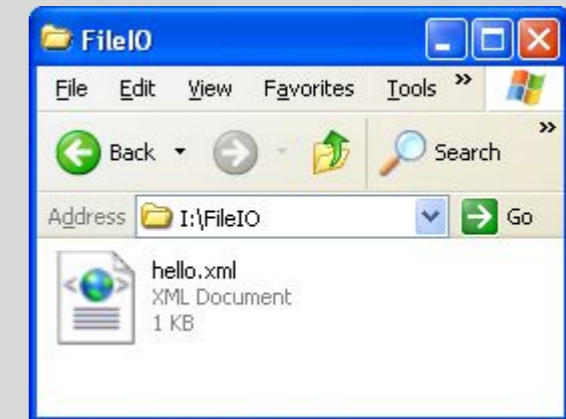 FileIO
File Edit View Favorites Tools »
Back Search »
Address I:\FileIO Go
hello.xml
XML Document
1 KB